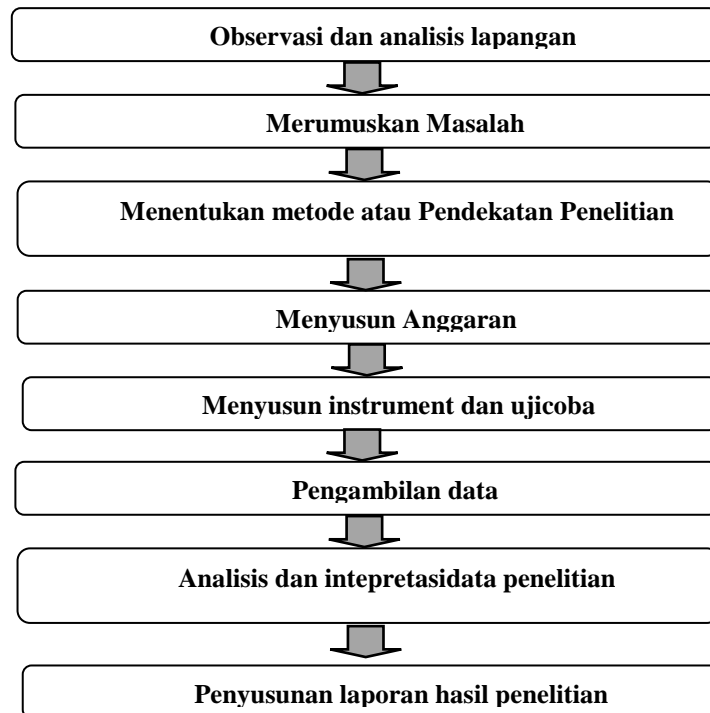 Observasi dan analisis lapangan
Merumuskan Masalah
Menentukan metode atau Pendekatan Penelitian
Menyusun Anggaran
Menyusun instrument dan ujicoba
Pengambilan data
Analisis dan intepretasidata penelitian
Penyusunan laporan hasil penelitian